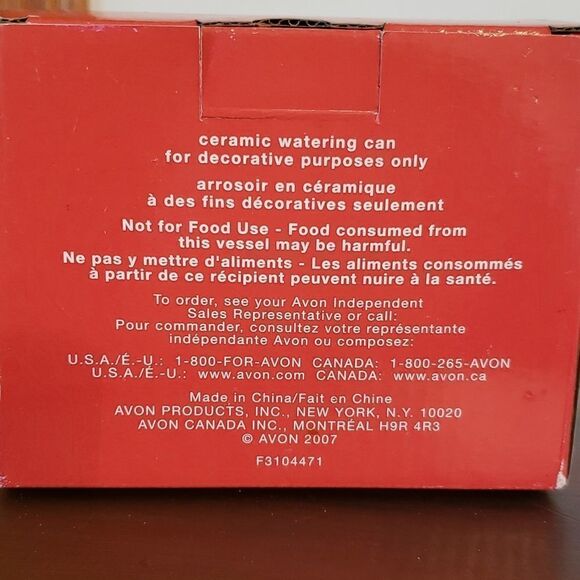 ceramic watering can
for decorative purposes only
arrosoir en céramique
à des fins décoratives seulement
Not for Food Use - Food consumed from
this vessel may be harmful.
Ne pas y mettre d'aliments - Les aliments consommés
à partir de ce récipient peuvent nuire à la santé.
To order, see your Avon Independent
Sales Representative or call:
Pour commander, consultez votre représentante
indépendante Avon ou composez:
U.S.A./É.-U.: 1-800-FOR-AVON CANADA: 1-800-265-AVON
U.S.A./É.-U.: www.avon.com CANADA: www.avon.ca
Made in China/Fait en Chine
AVON PRODUCTS, INC., NEW YORK, N.Y. 10020
AVON CANADA INC., MONTRÉAL H9R 4R3
© AVON 2007
F3104471